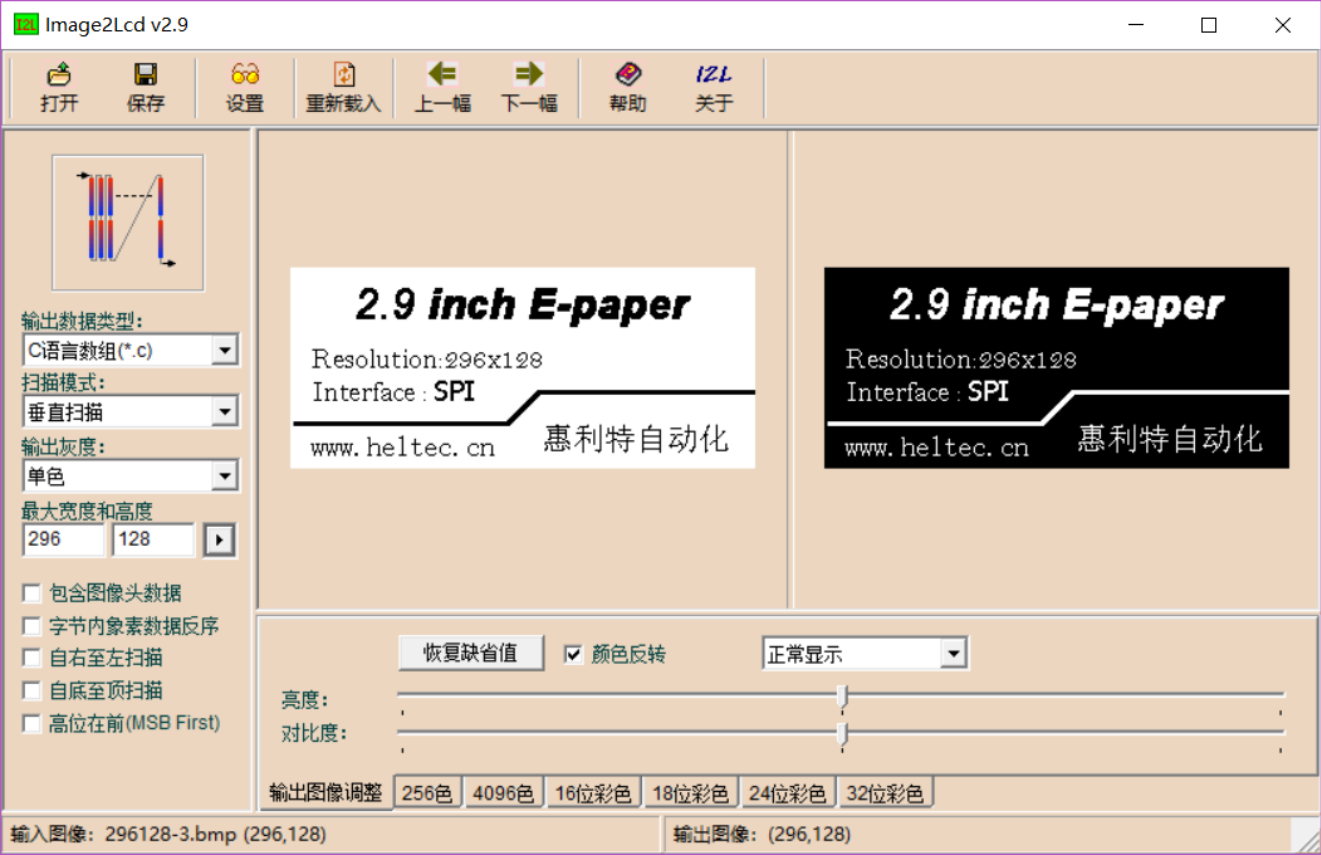 I2L Image2Lcd v2.9
打开 保存 设置 重新载入 上一幅 下一幅 帮助 I2L 关于
输出数据类型:
C语言数组(*.c)
扫描模式:
垂直扫描
输出灰度:
单色
最大宽度和高度
296 128
包含图像头数据
字节内象素数据反序
自右至左扫描
自底至顶扫描
高位在前(MSB First)
2.9 inch E-paper
Resolution:296x128
Interface : SPI
www.heltec.cn 惠利特自动化
2.9 inch E-paper
Resolution:296x128
Interface : SPI
www.heltec.cn 惠利特自动化
恢复缺省值 颜色反转 正常显示
亮度:
对比度:
输出图像调整 256色 4096色 16位彩色 18位彩色 24位彩色 32位彩色
输入图像: 296128-3.bmp (296,128) 输出图像: (296,128)